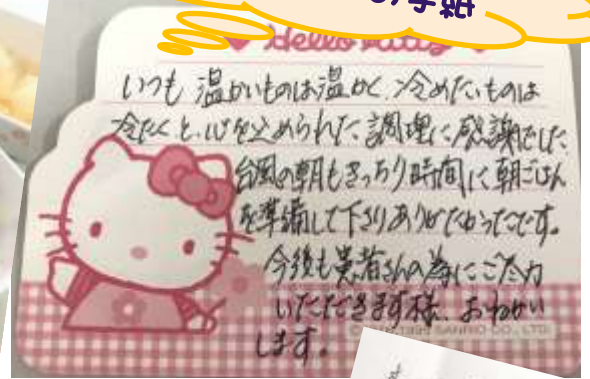 の手紙
Hello Kitty
いつも温かいものは温かく、冷めたいものは
冷たくと、心を込められた調理に感謝でした
台風の朝もきっちり時間に朝ごはん
を準備して下さりありがたかったです。
今後も患者さんの為にご尽力
いただきます様、おねがい
します。
SANRIO CO., LTD.